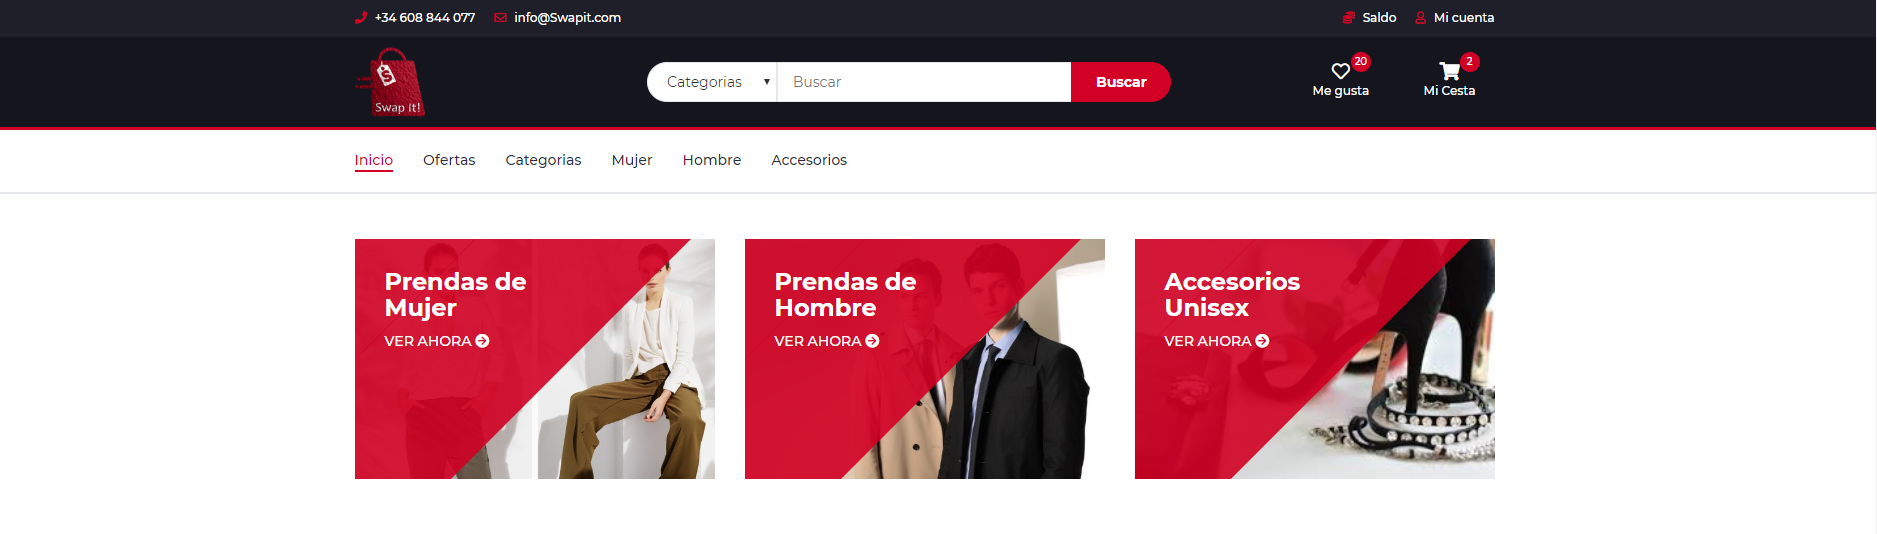 +34 608 844 077
info@Swapit.com
Saldo
Mi cuenta
$
Swap it!
Categorias
Buscar
Buscar
20
Me gusta
2
Mi Cesta
Inicio
Ofertas
Categorias
Mujer
Hombre
Accesorios
Prendas de
Mujer
VER AHORA
Prendas de
Hombre
VER AHORA
Accesorios
Unisex
VER AHORA